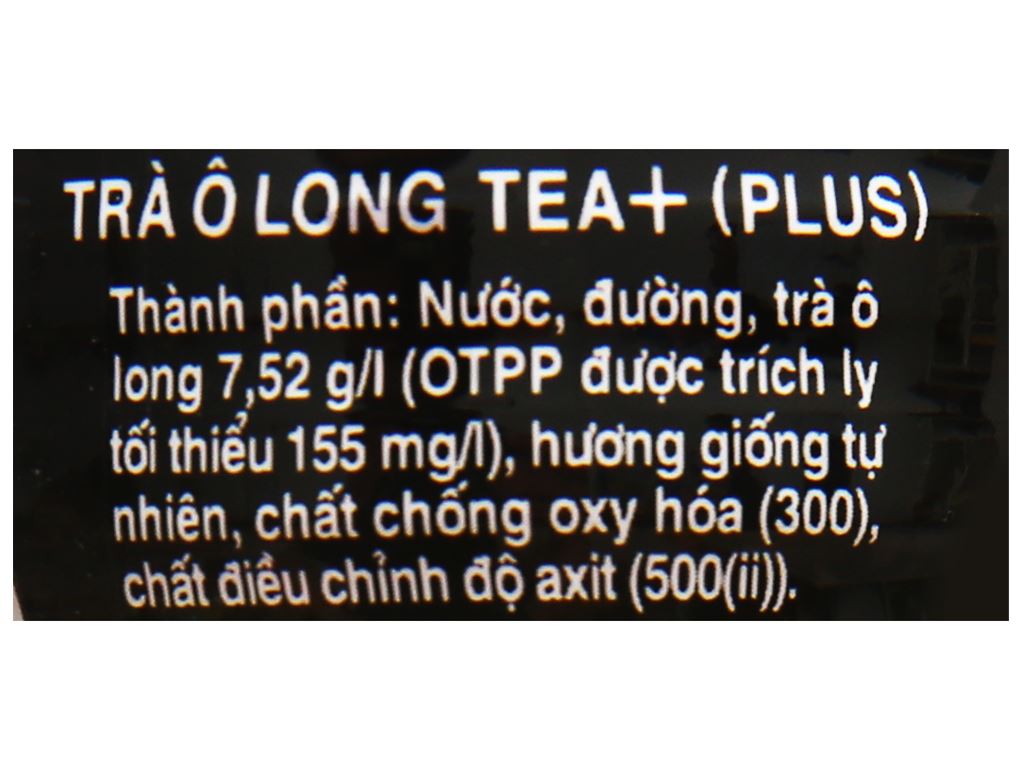 TRÀ Ô LONG TEA+ (PLUS)
Thành phần: Nước, đường, trà ô
long 7,52 g/l (OTPP được trích ly
tối thiểu 155 mg/l), hương giống tự
nhiên, chất chống oxy hóa (300),
chất điều chỉnh độ axit (500(ii)).